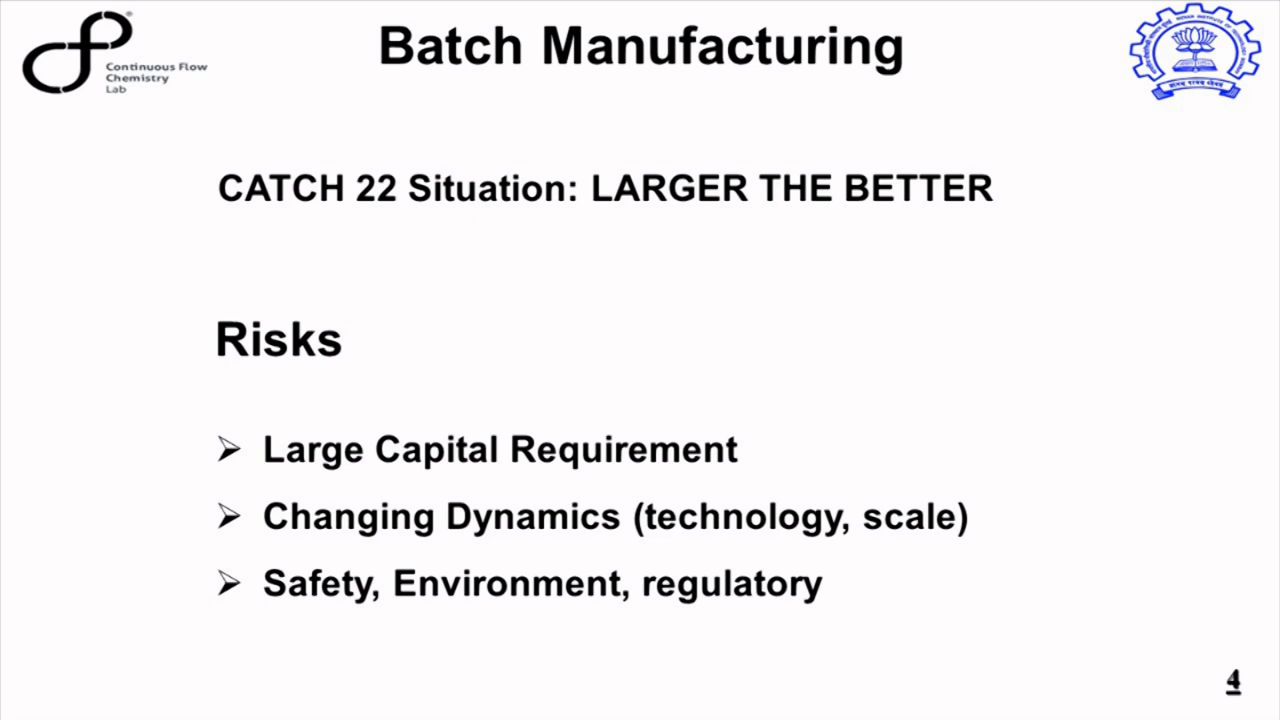 Continuous Flow
Chemistry
Lab
Batch Manufacturing
CATCH 22 Situation: LARGER THE BETTER
Risks
➢ Large Capital Requirement
➢ Changing Dynamics (technology, scale)
➢ Safety, Environment, regulatory
4